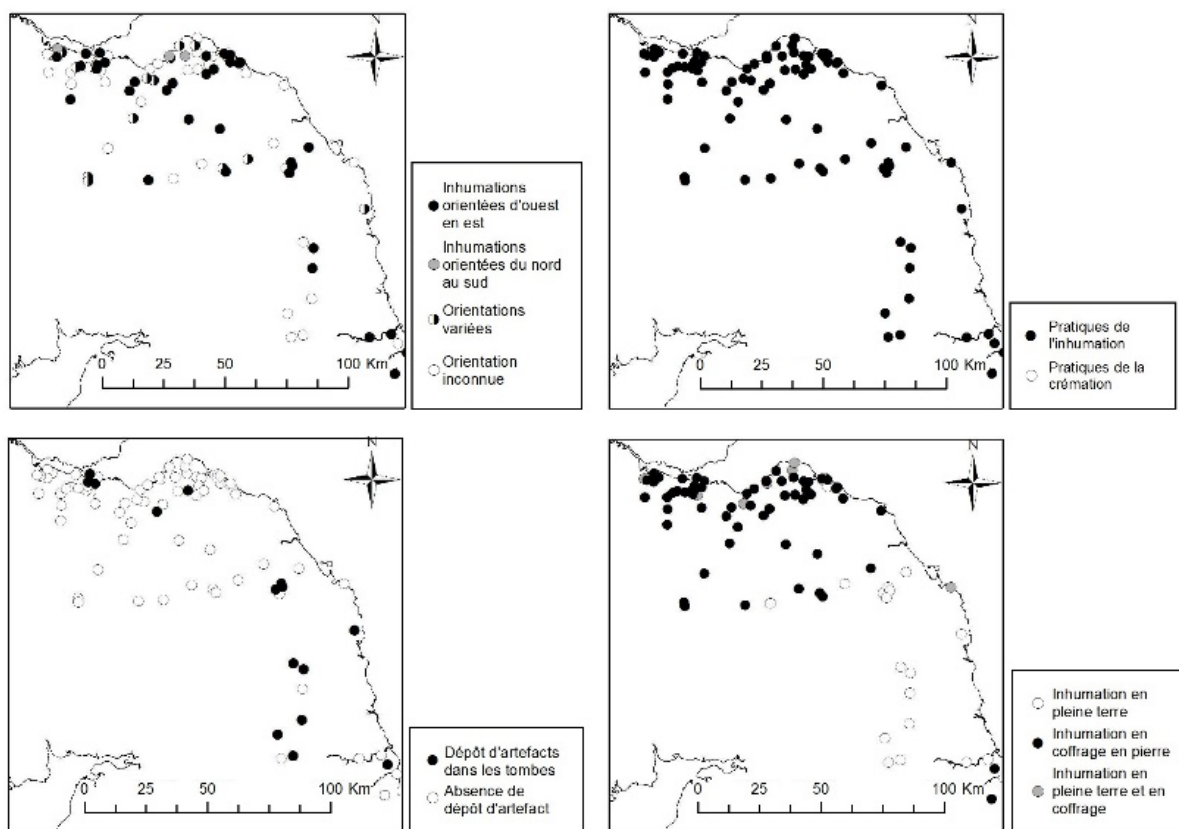 N
Inhumations
orientées d'ouest
en est
Inhumations
orientées du nord
au sud
Orientations
variées
Orientation
inconnue
0 25 50 100 Km
Pratiques de
l'inhumation
Pratiques de la
crémation
0 25 50 100 Km
N
Dépôt d'artefacts
dans les tombes
Absence de
dépôt d'artefact
0 25 50 100 Km
N
Inhumation en
pleine terre
Inhumation en
coffrage en pierre
Inhumation en
pleine terre et en
coffrage
0 25 50 100 Km